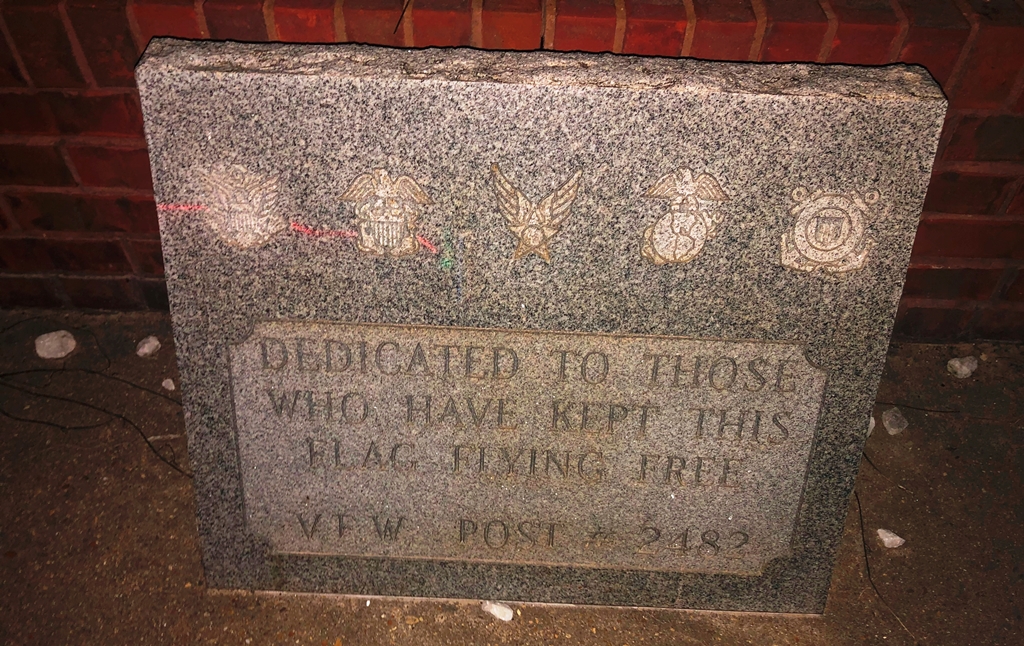 DEDICATED TO THOSE
WHO HAVE KEPT THIS
FLAG FLYING FREE
V.F.W. POST # 2482